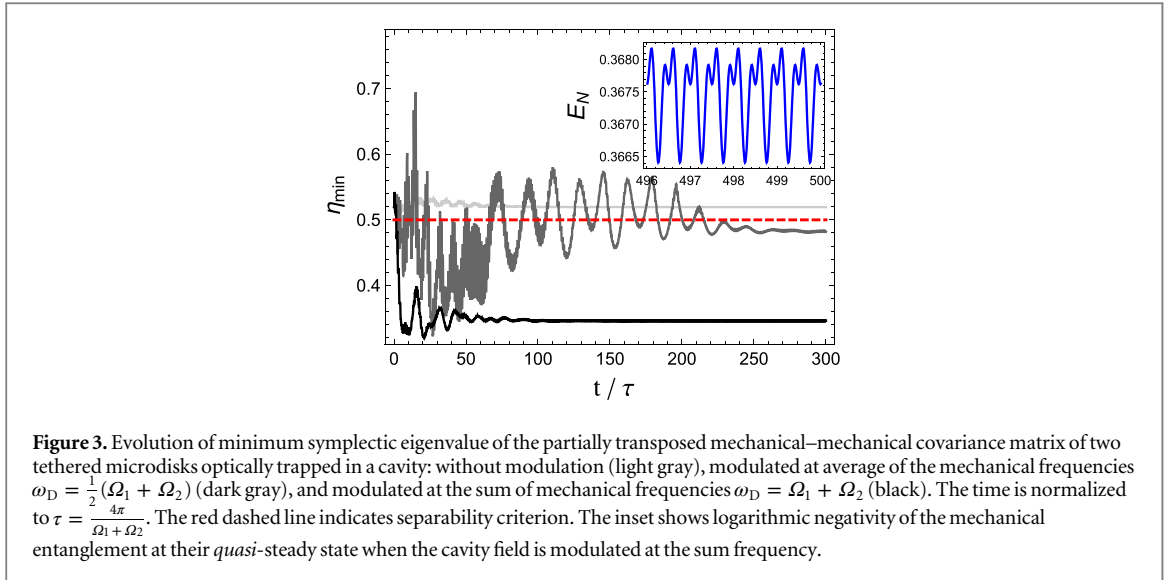 0.3680
0.3675
0.3670
0.3665
E_N
496 497 498 499 500
0.7
0.6
0.5
0.4
η_min
0 50 100 150 200 250 300
t / τ
Figure 3. Evolution of minimum symplectic eigenvalue of the partially transposed mechanical–mechanical covariance matrix of two
tethered microdisks optically trapped in a cavity: without modulation (light gray), modulated at average of the mechanical frequencies
ω_D = 1/2 (Ω_1 + Ω_2) (dark gray), and modulated at the sum of mechanical frequencies ω_D = Ω_1 + Ω_2 (black). The time is normalized
to τ = 4π/(Ω_1 + Ω_2). The red dashed line indicates separability criterion. The inset shows logarithmic negativity of the mechanical
entanglement at their quasi-steady state when the cavity field is modulated at the sum frequency.